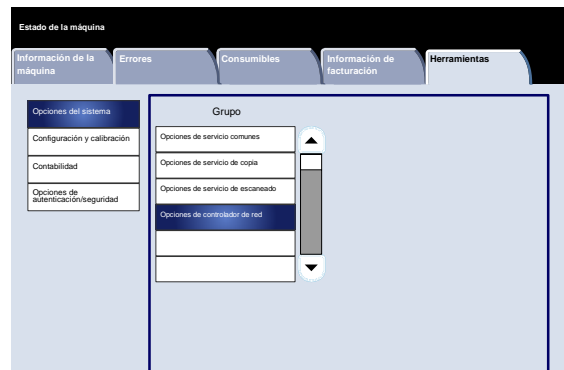 Estado de la máquina
Información de la
máquina
Errores
Consumibles
Información de
facturación
Herramientas
Opciones del sistema
Configuración y calibración
Contabilidad
Opciones de
autenticación/seguridad
Grupo
Opciones de servicio comunes
Opciones de servicio de copia
Opciones de servicio de escaneado
Opciones de controlador de red